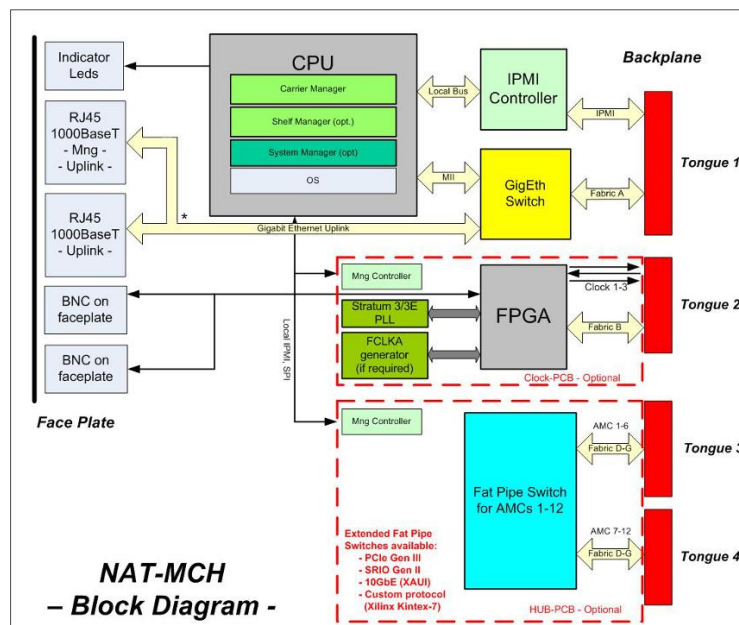 Indicator
Leds
RJ45
1000BaseT
- Mng -
- Uplink -
RJ45
1000BaseT
- Uplink -
BNC on
faceplate
BNC on
faceplate
Face Plate
CPU
Carrier Manager
Shelf Manager (opt.)
System Manager (opt)
OS
Local Bus
MII
*
Gigabit Ethernet Uplink
IPMI
Controller
GigEth
Switch
IPMI
Fabric A
Backplane
Tongue 1
Local IPMI, SPI
Mng Controller
Stratum 3/3E
PLL
FCLKA
generator
(if required)
FPGA
Clock 1-3
Fabric B
Clock-PCB - Optional
Tongue 2
Mng Controller
Fat Pipe Switch
for AMCs 1-12
AMC 1-6
Fabric D-G
Tongue 3
AMC 7-12
Fabric D-G
Tongue 4
Extended Fat Pipe
Switches available:
- PCIe Gen III
- SRIO Gen II
- 10GbE (XAUI)
- Custom protocol
(Xilinx Kintex-7)
HUB-PCB - Optional
NAT-MCH
– Block Diagram -